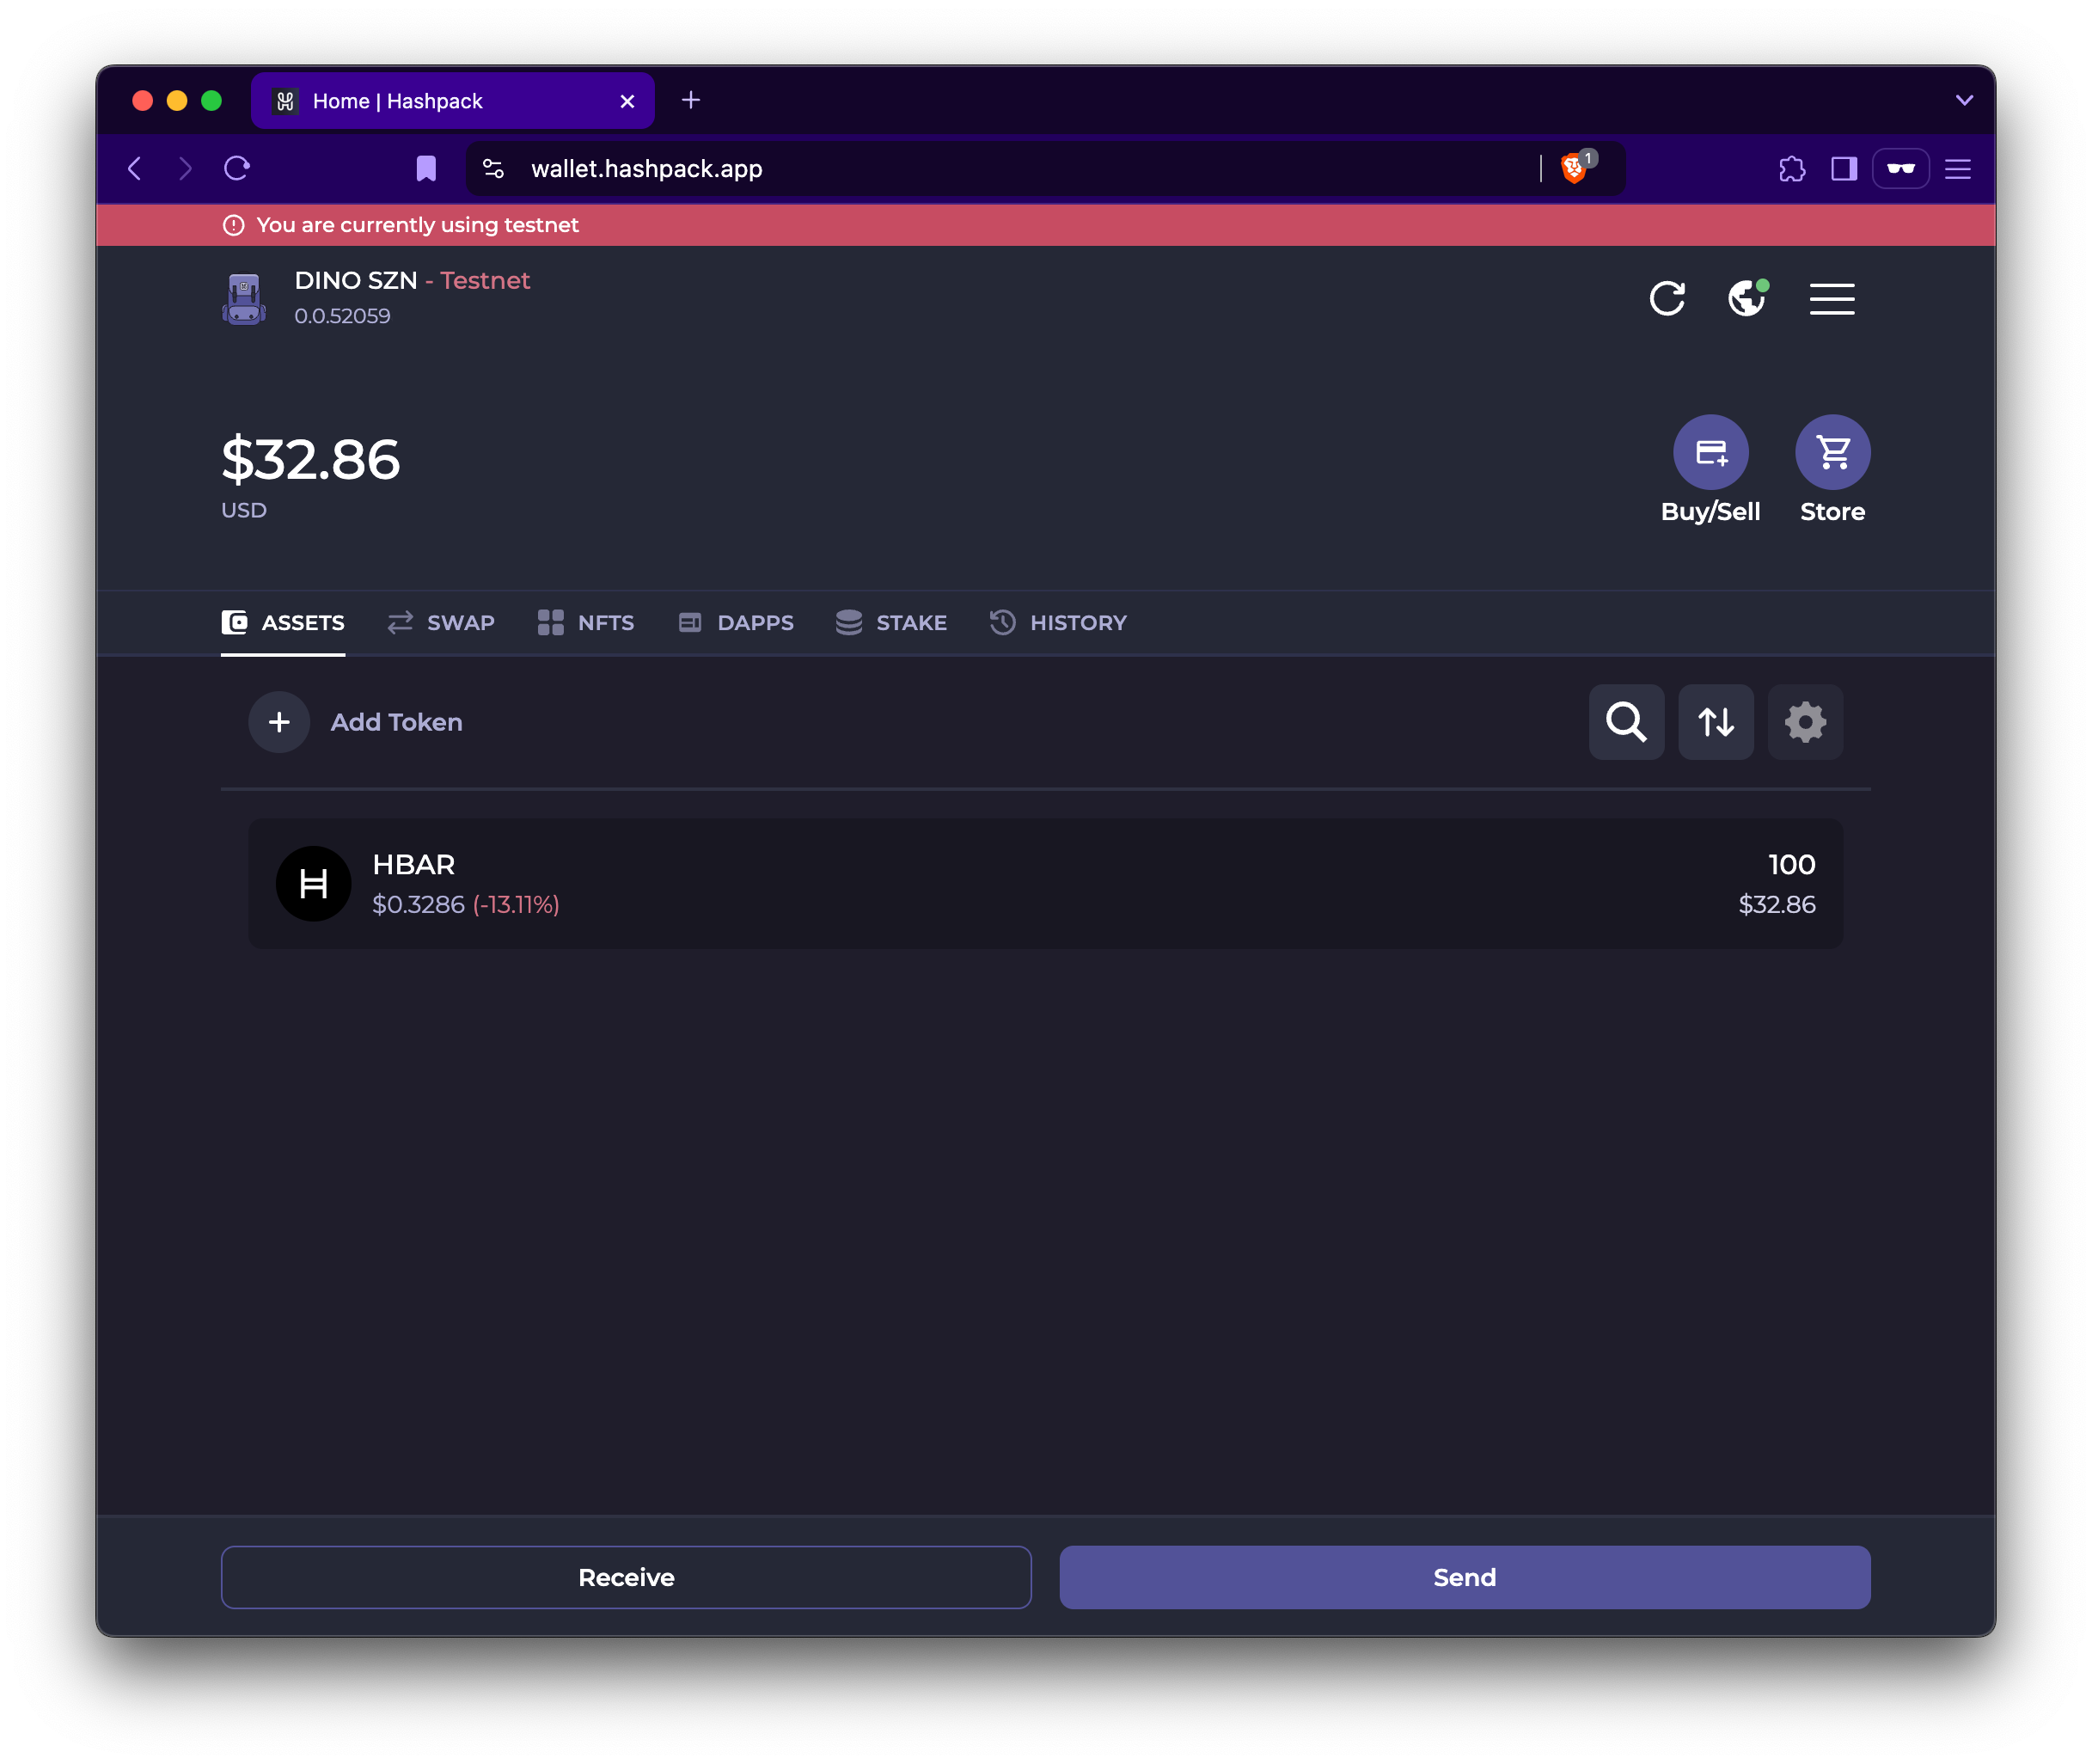 Home | Hashpack
wallet.hashpack.app
1
You are currently using testnet
DINO SZN - Testnet
0.0.52059
$32.86
USD
Buy/Sell
Store
ASSETS
SWAP
NFTS
DAPPS
STAKE
HISTORY
Add Token
HBAR
100
$0.3286 (-13.11%)
$32.86
Receive
Send